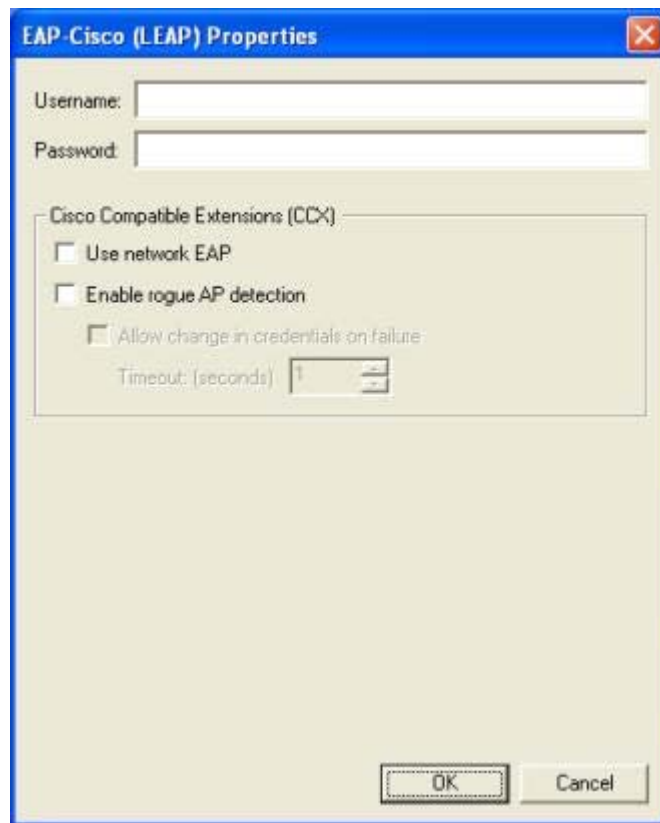 EAP-Cisco (LEAP) Properties
Username:
Password:
Cisco Compatible Extensions (CCX)
Use network EAP
Enable rogue AP detection
Allow change in credentials on failure
Timeout: (seconds) 1
OK Cancel